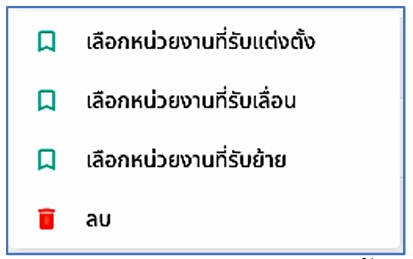 เลือกหน่วยงานที่รับแต่งตั้ง
เลือกหน่วยงานที่รับเลื่อน
เลือกหน่วยงานที่รับย้าย
ลบ